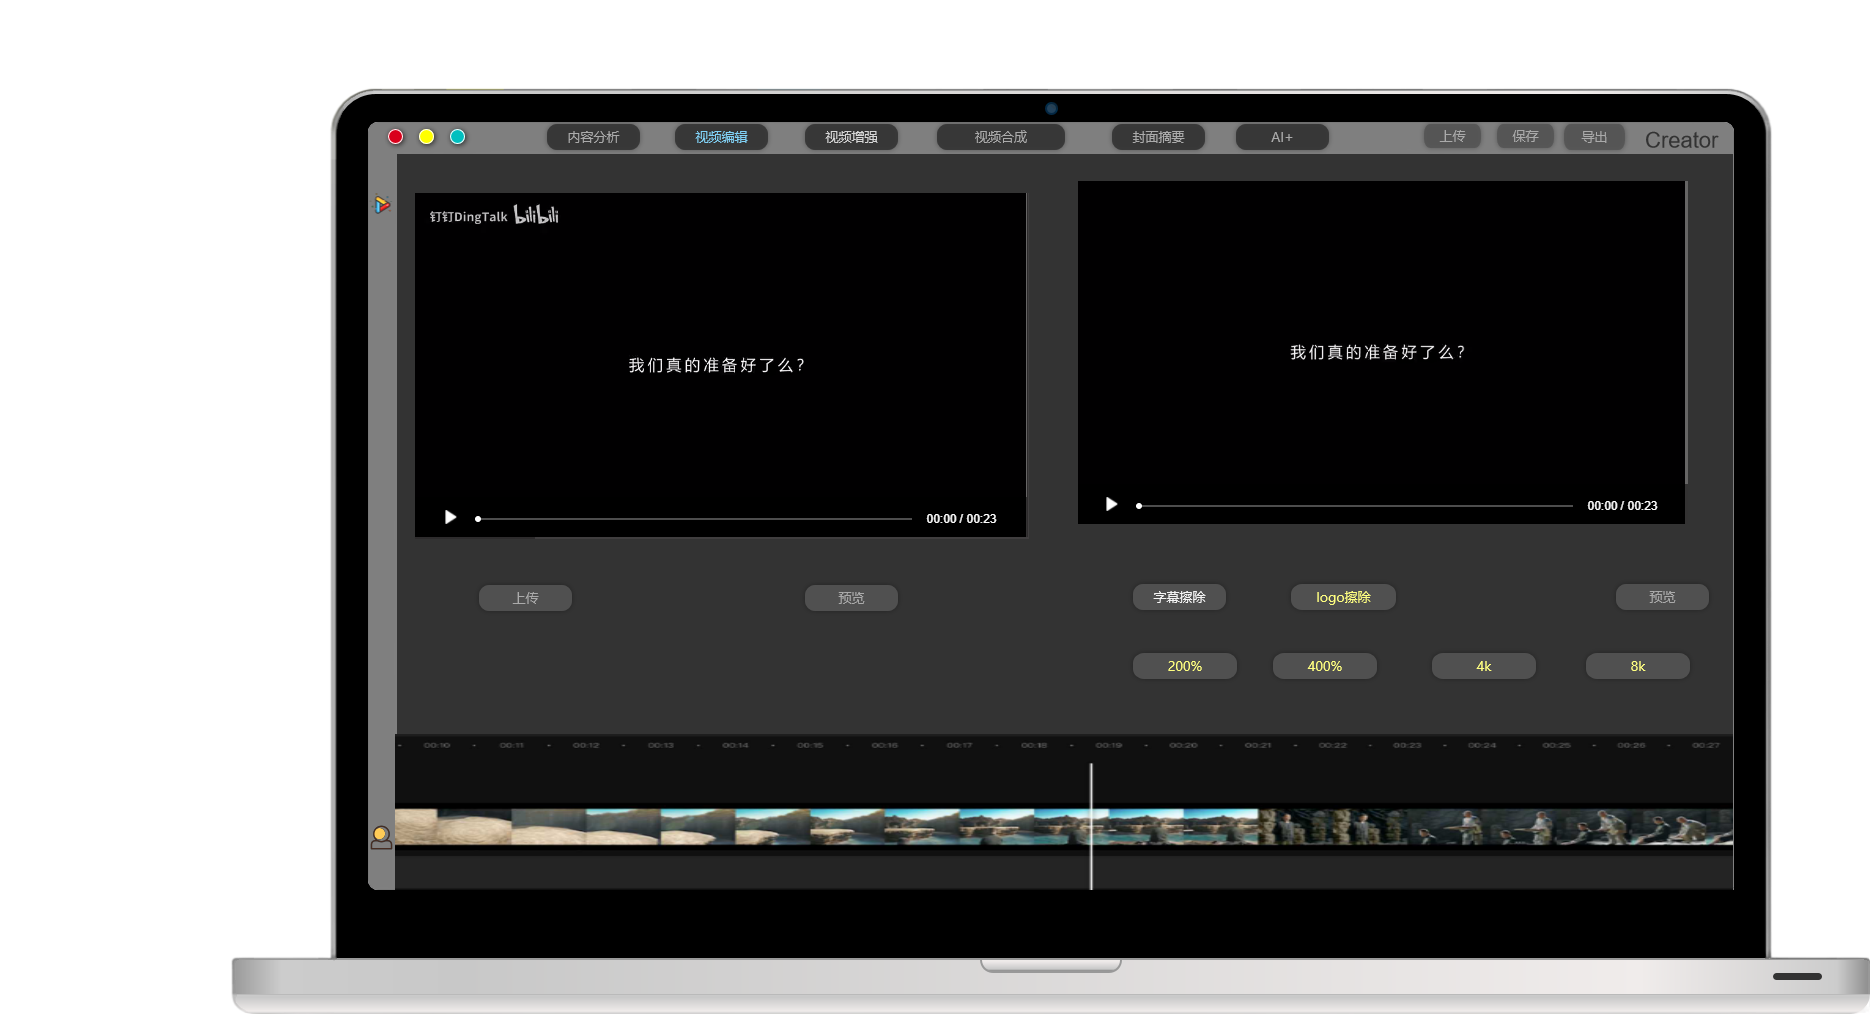 内容分析 视频编辑 视频增强 视频合成 封面摘要 AI+ 上传 保存 导出 Creator
钉钉DingTalk bilibili
我们真的准备好了么?
00:00 / 00:23
我们真的准备好了么?
00:00 / 00:23
上传 预览 字幕擦除 logo擦除 预览
200% 400% 4k 8k
00:10 00:11 00:12 00:13 00:14 00:15 00:16 00:17 00:18 00:19 00:20 00:21 00:22 00:23 00:24 00:25 00:26 00:27